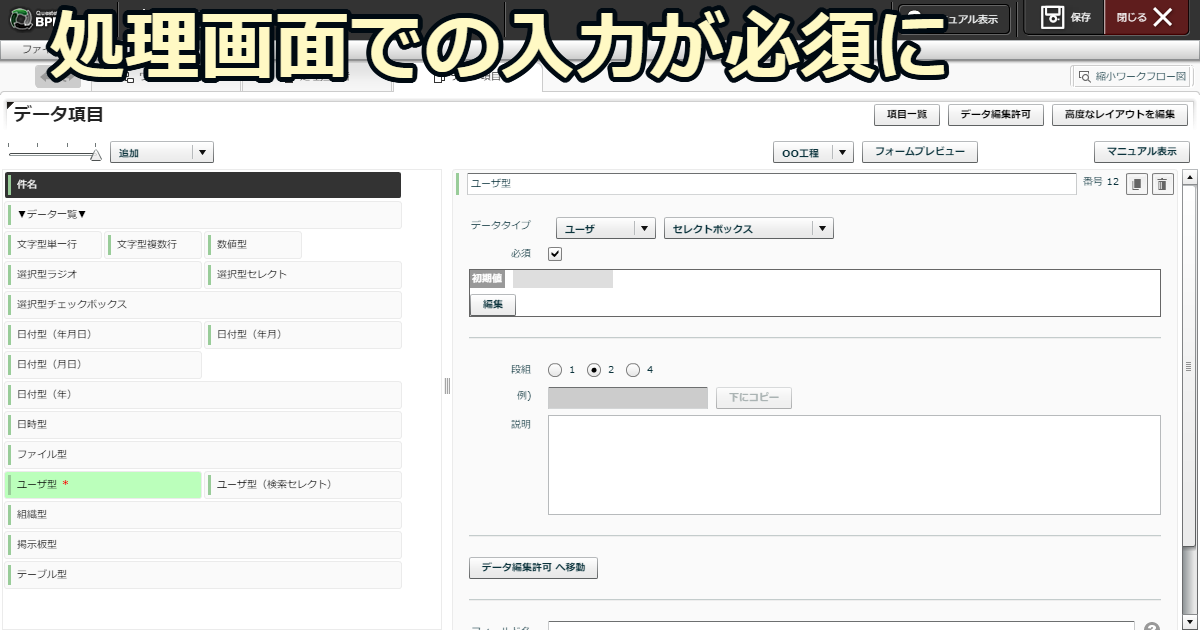 処理画面での入力が必須に
Questetra
BPM
ュアル表示
保存
閉じる
縮小ワークフロー図
データ項目
項目一覧
データ編集許可
高度なレイアウトを編集
追加
〇〇工程
フォームプレビュー
マニュアル表示
件名
▼データ一覧▼
文字型単一行
文字型複数行
数値型
選択型ラジオ
選択型セレクト
選択型チェックボックス
日付型（年月日）
日付型（年月）
日付型（月日）
日付型（年）
日時型
ファイル型
ユーザ型 *
ユーザ型（検索セレクト）
組織型
掲示板型
テーブル型
ユーザ型
番号 12
データタイプ
ユーザ
セレクトボックス
必須
初期値
編集
段組
1
2
4
例)
下にコピー
説明
データ編集許可 へ移動
フィールド名